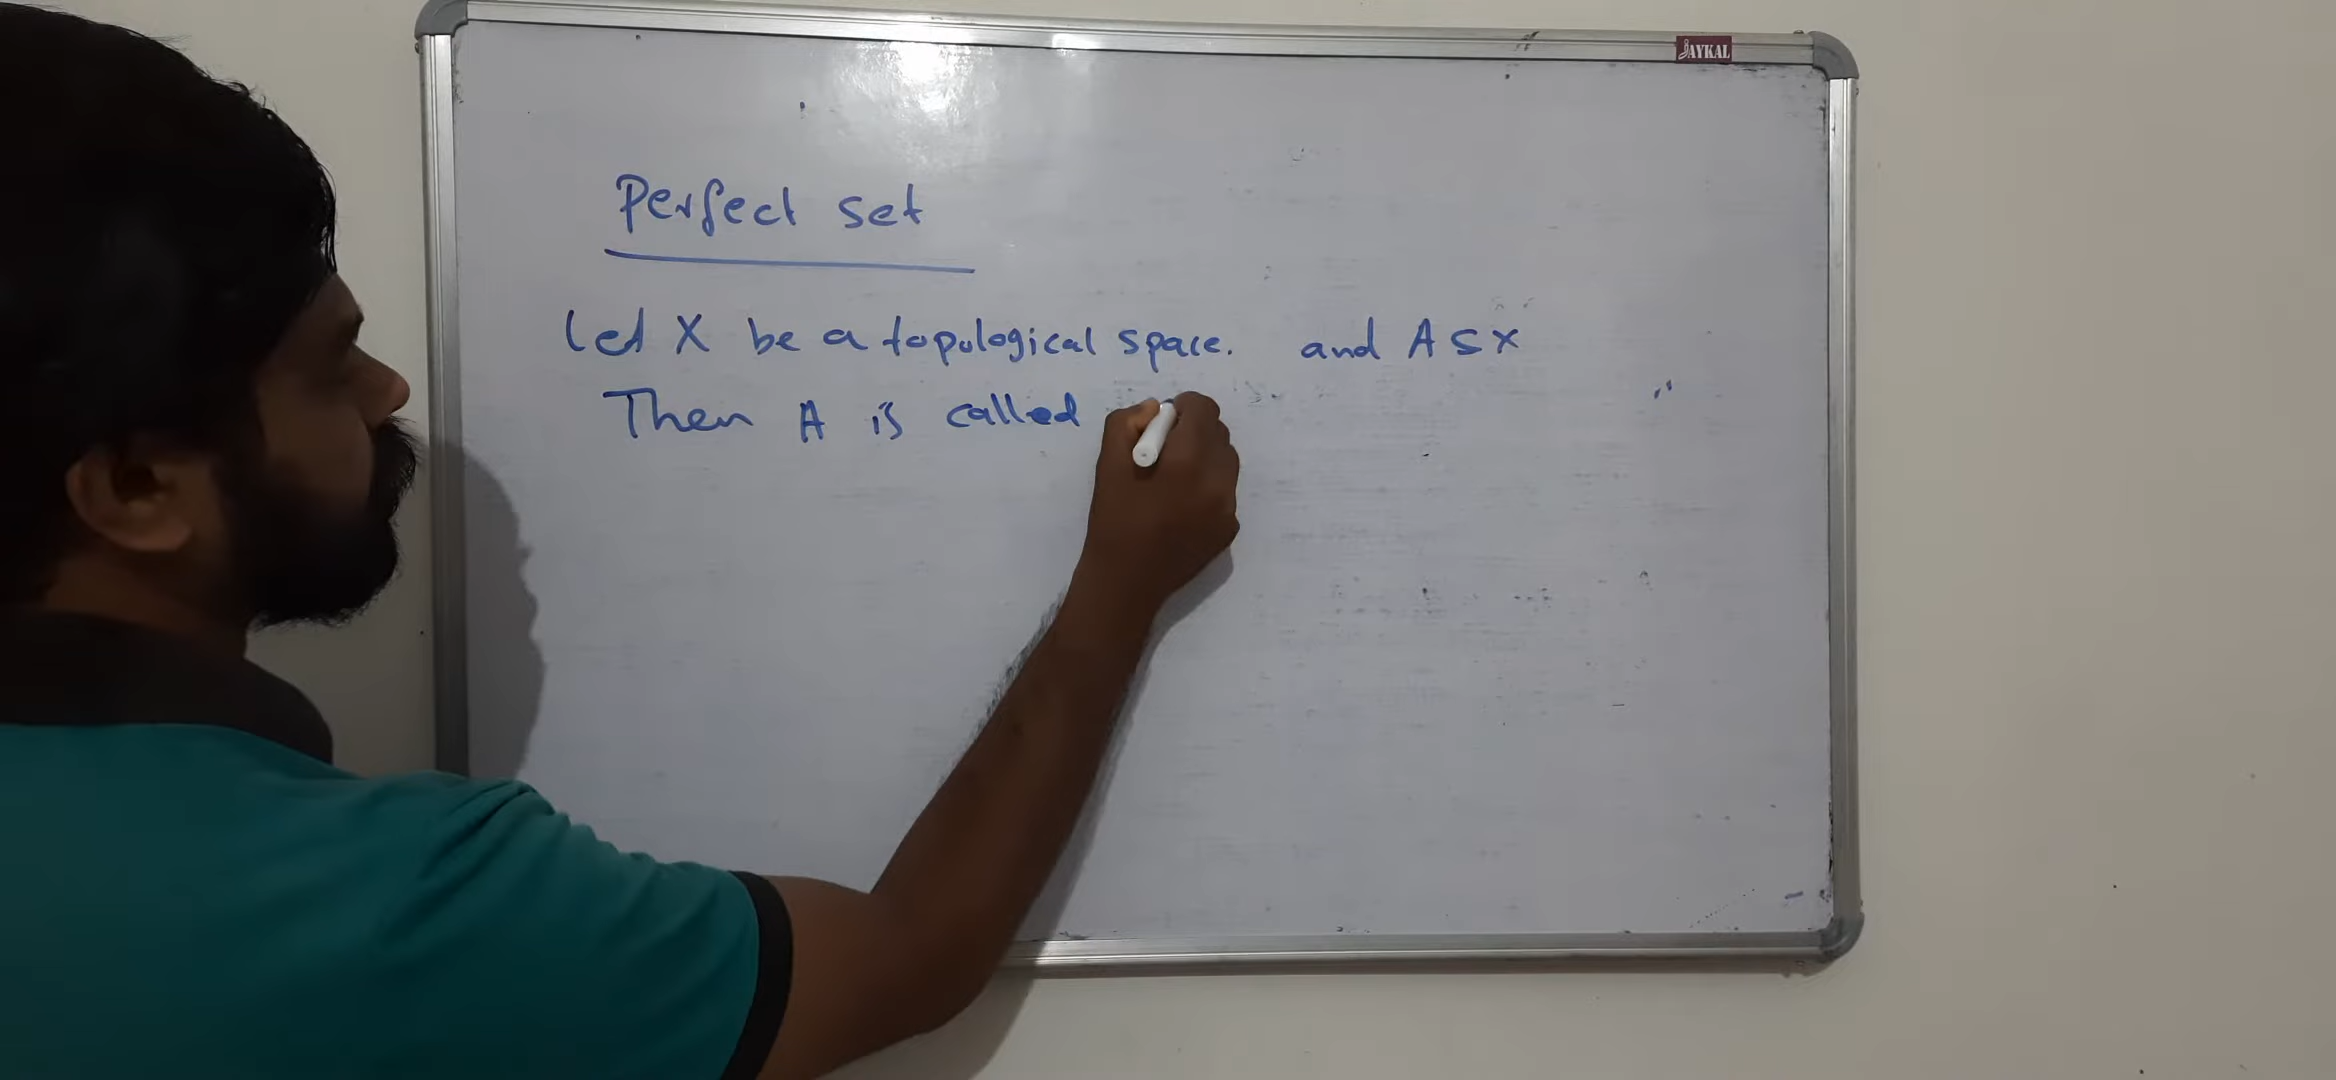 JAYKAL
Perfect set
Let X be a topological space. and A ⊆ X
Then A is called